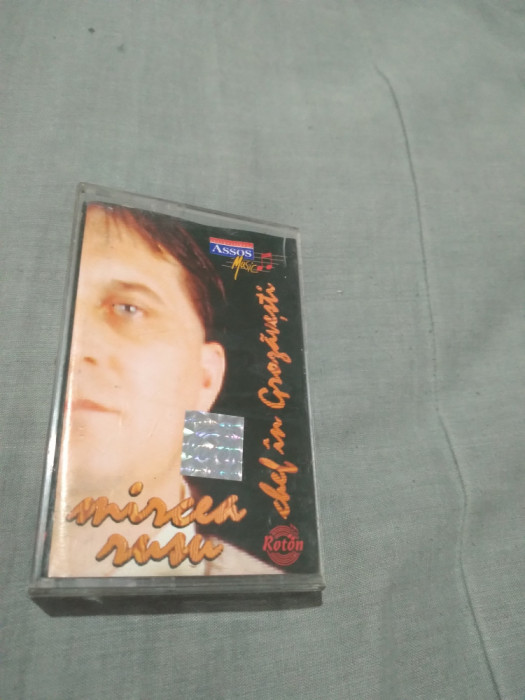 Assos
Music
chef în Grozăvești
mircea
rusu
Roton